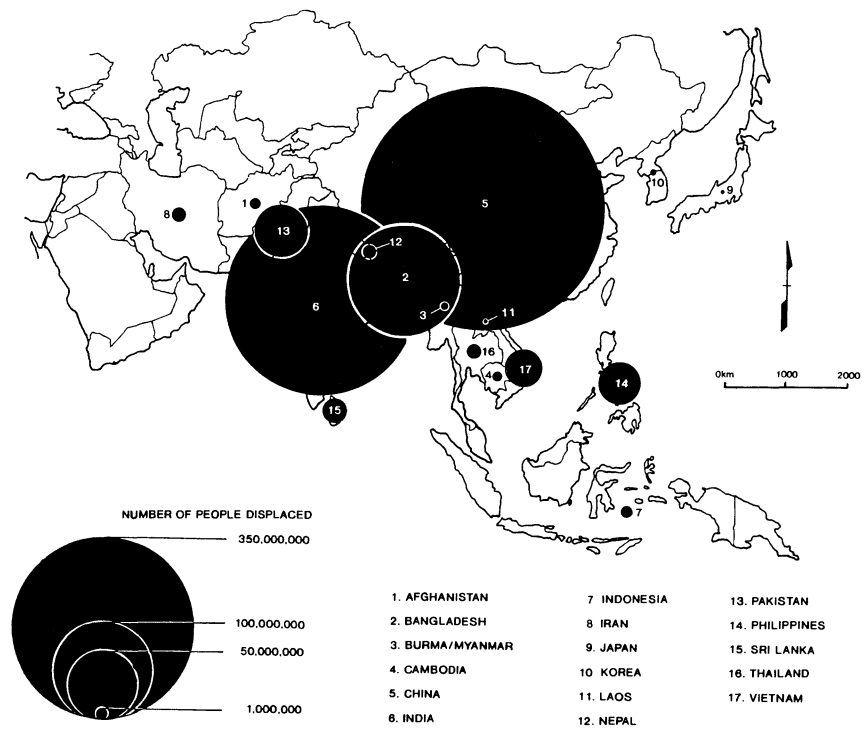 5
10
9
8
1
13
12
2
6
3
11
16
4
17
14
15
7
0km 1000 2000
NUMBER OF PEOPLE DISPLACED
350,000,000
100,000,000
50,000,000
1,000,000
1. AFGHANISTAN
2. BANGLADESH
3. BURMA/MYANMAR
4. CAMBODIA
5. CHINA
6. INDIA
7 INDONESIA
8 IRAN
9. JAPAN
10 KOREA
11. LAOS
12. NEPAL
13. PAKISTAN
14. PHILIPPINES
15. SRI LANKA
16. THAILAND
17. VIETNAM